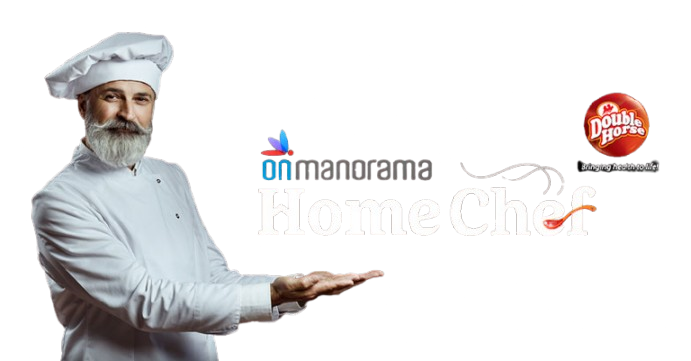 onmanorama
Home Chef
Double
Horse
Bringing health to life!